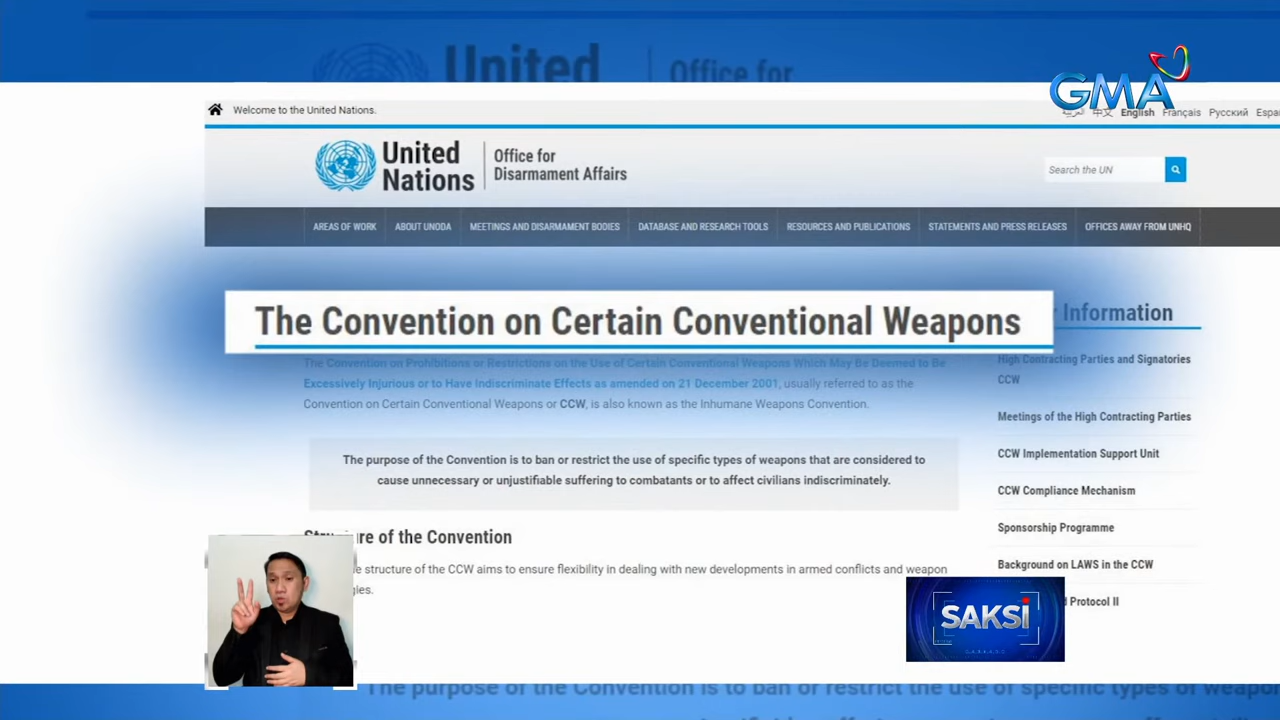 United
Office for
GMA
Welcome to the United Nations.
العربية 中文 English Français Русский
United
Nations
Office for
Disarmament Affairs
Search the UN
AREAS OF WORK ABOUT UNODA MEETINGS AND DISARMAMENT BODIES DATABASE AND RESEARCH TOOLS RESOURCES AND PUBLICATIONS STATEMENTS AND PRESS RELEASES OFFICES AWAY FROM UNHQ
The Convention on Certain Conventional Weapons
Information
The Convention on Prohibitions or Restrictions on the Use of Certain Conventional Weapons Which May Be Deemed to Be
Excessively Injurious or to Have Indiscriminate Effects as amended on 21 December 2001, usually referred to as the
Convention on Certain Conventional Weapons or CCW, is also known as the Inhumane Weapons Convention.
High Contracting Parties and Signatories
CCW
Meetings of the High Contracting Parties
CCW Implementation Support Unit
CCW Compliance Mechanism
Sponsorship Programme
Background on LAWS in the CCW
Protocol II
The purpose of the Convention is to ban or restrict the use of specific types of weapons that are considered to
cause unnecessary or unjustifiable suffering to combatants or to affect civilians indiscriminately.
of the Convention
structure of the CCW aims to ensure flexibility in dealing with new developments in armed conflicts and weapon
SAKSI
The purpose of the Convention is to ban or restrict the use of specific types of